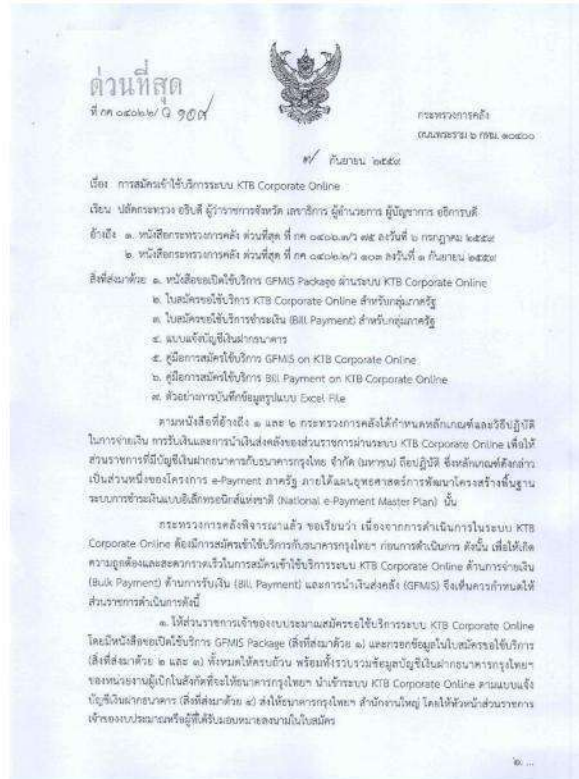 ด่วนที่สุด
ที่ กค ๐๔๐๒.๒/ว ๑๐๙
กระทรวงการคลัง
ถนนพระราม ๖ กทม. ๑๐๔๐๐
๗ กันยายน ๒๕๕๙
เรื่อง การสมัครเข้าใช้บริการระบบ KTB Corporate Online
เรียน ปลัดกระทรวง อธิบดี ผู้ว่าราชการจังหวัด เลขาธิการ ผู้อำนวยการ ผู้บัญชาการ อธิการบดี
อ้างถึง ๑. หนังสือกระทรวงการคลัง ด่วนที่สุด ที่ กค ๐๔๐๒.๓/ว ๗๕ ลงวันที่ ๖ กรกฎาคม ๒๕๕๙
๒. หนังสือกระทรวงการคลัง ด่วนที่สุด ที่ กค ๐๔๐๒.๒/ว ๑๐๓ ลงวันที่ ๑ กันยายน ๒๕๕๙
สิ่งที่ส่งมาด้วย ๑. หนังสือขอเปิดใช้บริการ GFMIS Package ผ่านระบบ KTB Corporate Online
๒. ใบสมัครขอใช้บริการ KTB Corporate Online สำหรับกลุ่มภาครัฐ
๓. ใบสมัครขอใช้บริการชำระเงิน (Bill Payment) สำหรับกลุ่มภาครัฐ
๔. แบบแจ้งบัญชีเงินฝากธนาคาร
๕. คู่มือการสมัครใช้บริการ GFMIS on KTB Corporate Online
๖. คู่มือการสมัครใช้บริการ Bill Payment on KTB Corporate Online
๗. ตัวอย่างการบันทึกข้อมูลรูปแบบ Excel File
ตามหนังสือที่อ้างถึง ๑ และ ๒ กระทรวงการคลังได้กำหนดหลักเกณฑ์และวิธีปฏิบัติ
ในการจ่ายเงิน การรับเงินและการนำเงินส่งคลังของส่วนราชการผ่านระบบ KTB Corporate Online เพื่อให้
ส่วนราชการที่มีบัญชีเงินฝากธนาคารกับธนาคารกรุงไทย จำกัด (มหาชน) ถือปฏิบัติ ซึ่งหลักเกณฑ์ดังกล่าว
เป็นส่วนหนึ่งของโครงการ e-Payment ภาครัฐ ภายใต้แผนยุทธศาสตร์การพัฒนาโครงสร้างพื้นฐาน
ระบบการชำระเงินแบบอิเล็กทรอนิกส์แห่งชาติ (National e-Payment Master Plan) นั้น
กระทรวงการคลังพิจารณาแล้ว ขอเรียนว่า เนื่องจากการดำเนินการในระบบ KTB
Corporate Online ต้องมีการสมัครเข้าใช้บริการกับธนาคารกรุงไทยฯ ก่อนการดำเนินการ ดังนั้น เพื่อให้เกิด
ความถูกต้องและสะดวกรวดเร็วในการสมัครเข้าใช้บริการระบบ KTB Corporate Online ด้านการจ่ายเงิน
(Bulk Payment) ด้านการรับเงิน (Bill Payment) และการนำเงินส่งคลัง (GFMIS) จึงเห็นควรกำหนดให้
ส่วนราชการดำเนินการดังนี้
๑. ให้ส่วนราชการเจ้าของงบประมาณสมัครขอใช้บริการระบบ KTB Corporate Online
โดยมีหนังสือขอเปิดใช้บริการ GFMIS Package (สิ่งที่ส่งมาด้วย ๑) และกรอกข้อมูลในใบสมัครขอใช้บริการ
(สิ่งที่ส่งมาด้วย ๒ และ ๓) ทั้งหมดให้ครบถ้วน พร้อมทั้งรวบรวมข้อมูลบัญชีเงินฝากธนาคารกรุงไทยฯ
ของหน่วยงานผู้เบิกในสังกัดที่จะให้ธนาคารกรุงไทยฯ นำเข้าระบบ KTB Corporate Online ตามแบบแจ้ง
บัญชีเงินฝากธนาคาร (สิ่งที่ส่งมาด้วย ๔) ส่งให้ธนาคารกรุงไทยฯ สำนักงานใหญ่ โดยให้หัวหน้าส่วนราชการ
เจ้าของงบประมาณหรือผู้ที่ได้รับมอบหมายลงนามในใบสมัคร
๒. ...